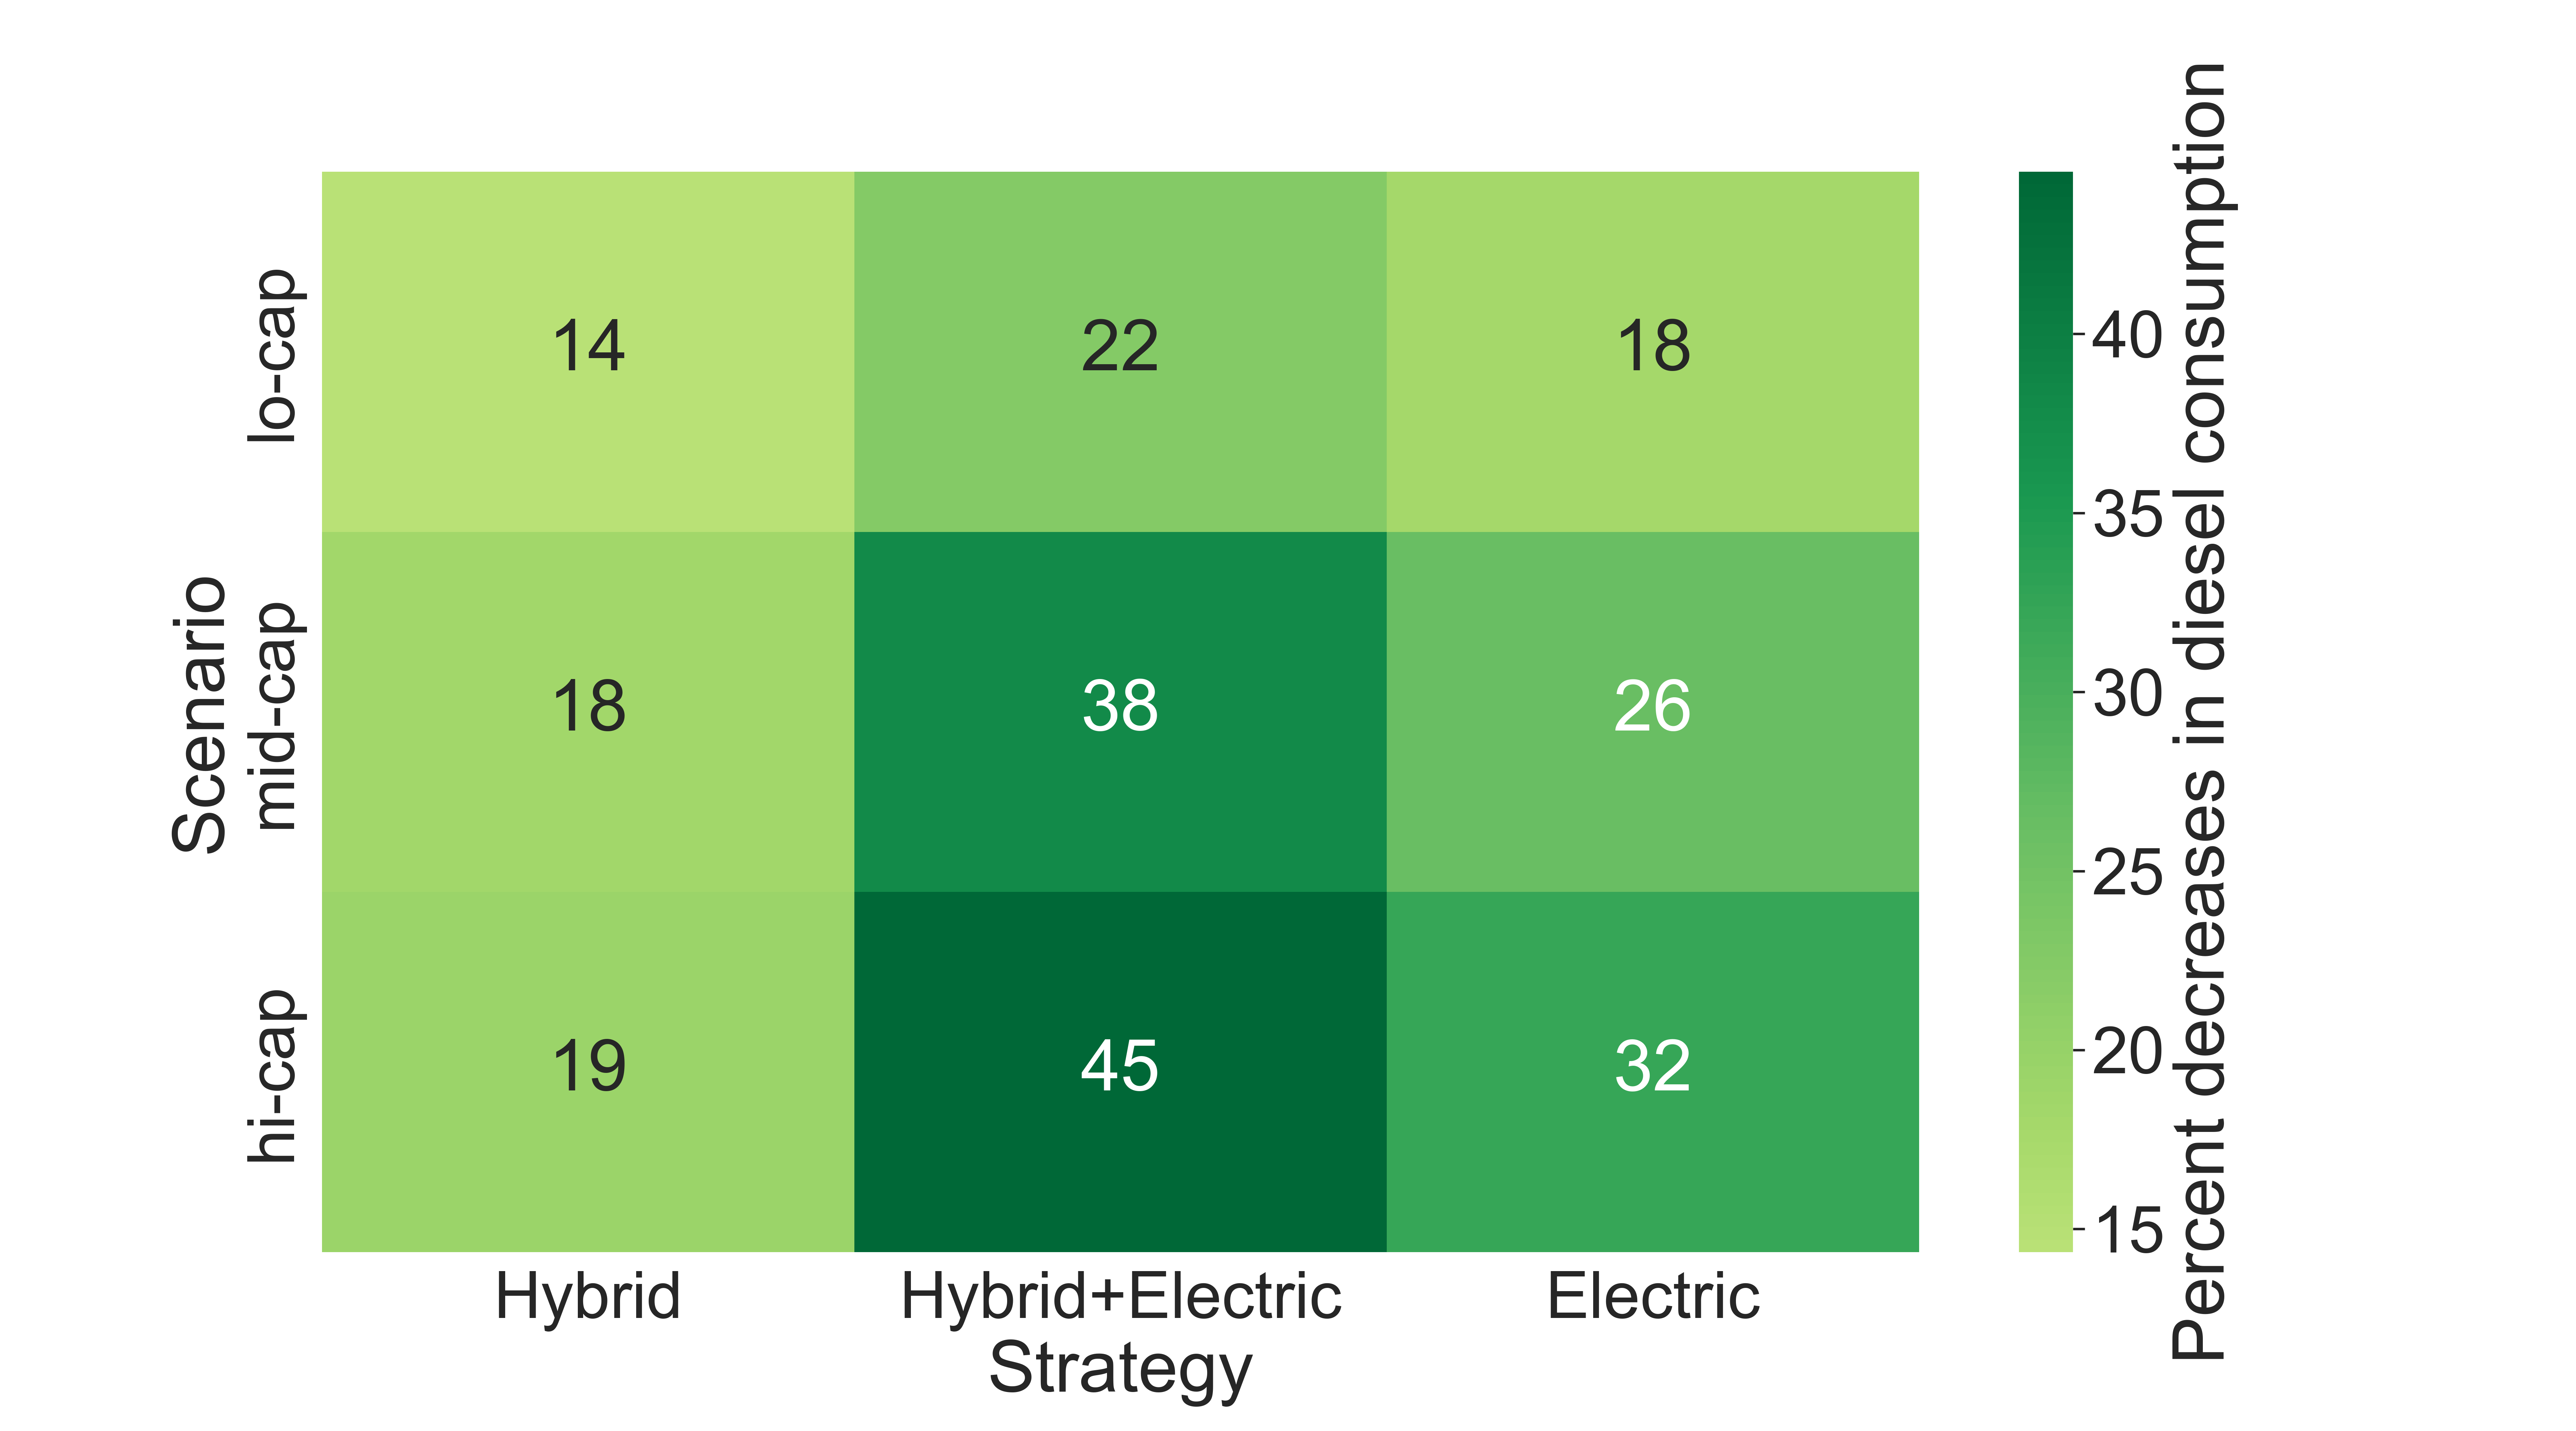 Scenario
lo-cap
14
22
18
mid-cap
18
38
26
hi-cap
19
45
32
Hybrid
Hybrid+Electric
Electric
Strategy
40
35
30
25
20
15
Percent decreases in diesel consumption